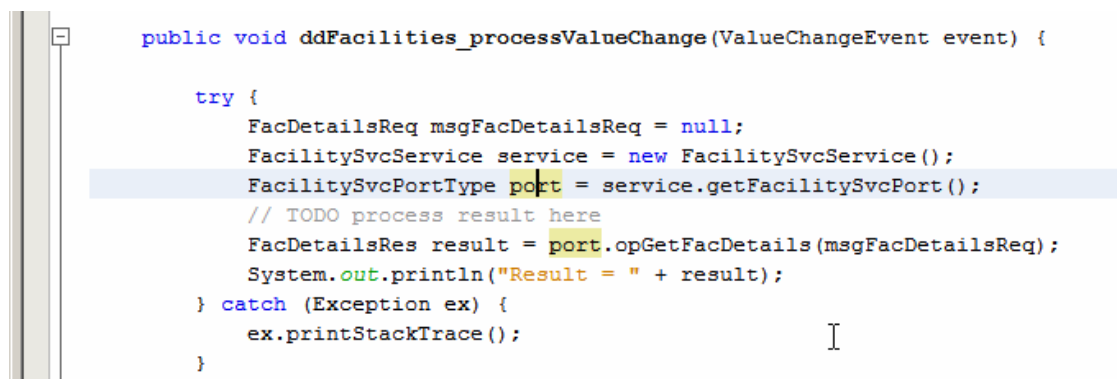 public void ddFacilities_processValueChange(ValueChangeEvent event) {
try {
FacDetailsReq msgFacDetailsReq = null;
FacilitySvcService service = new FacilitySvcService();
FacilitySvcPortType port = service.getFacilitySvcPort();
// TODO process result here
FacDetailsRes result = port.opGetFacDetails(msgFacDetailsReq);
System.out.println("Result = " + result);
} catch (Exception ex) {
ex.printStackTrace();
}